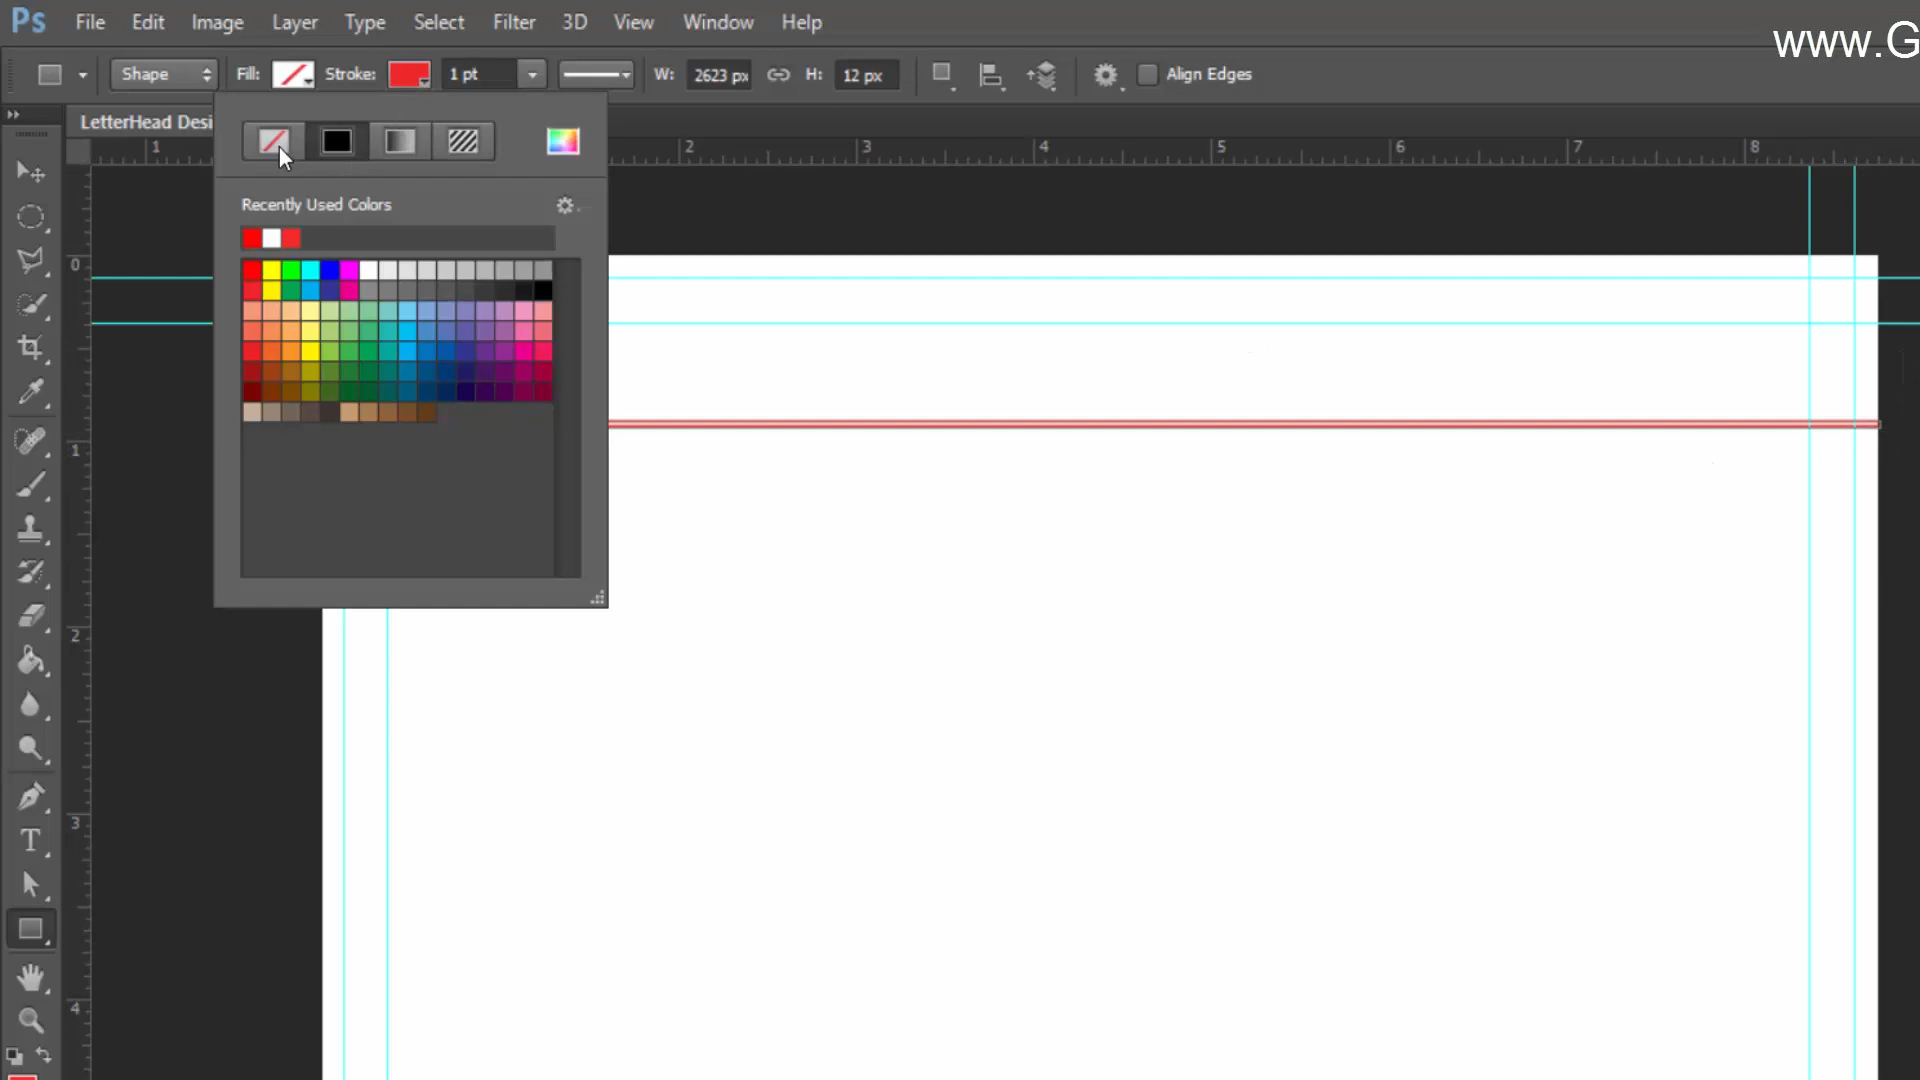 Ps File Edit Image Layer Type Select Filter 3D View Window Help
www.G
Shape Fill: Stroke: 1 pt W: 2623 px H: 12 px Align Edges
LetterHead Desi
1 2 3 4 5 6 7 8
Recently Used Colors
0
1
2
3
T
4